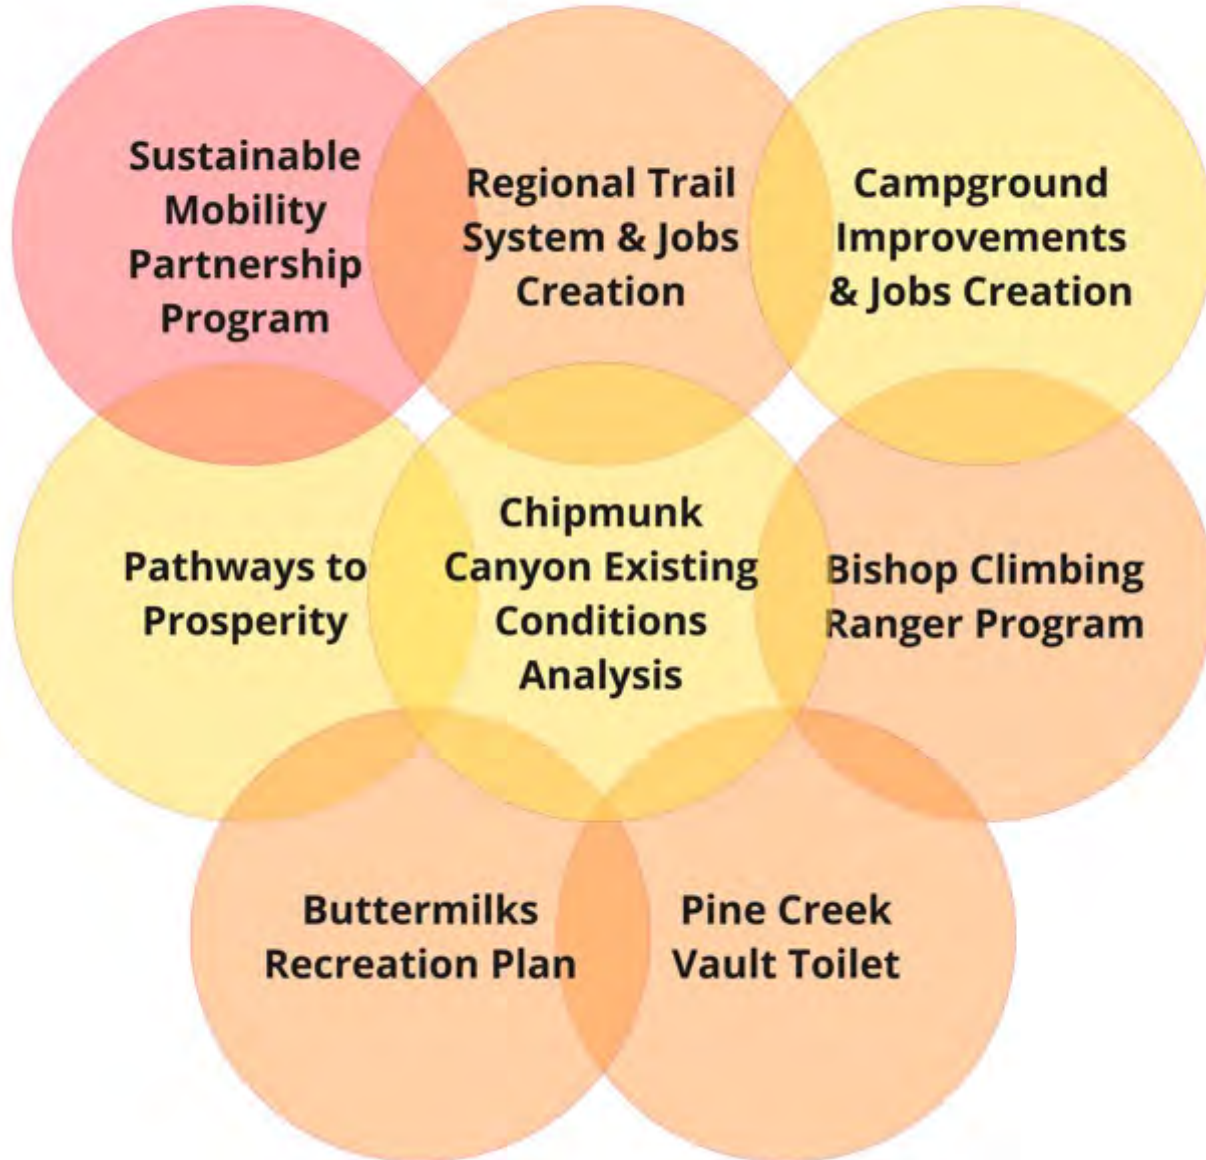 Sustainable
Mobility
Partnership
Program
Regional Trail
System & Jobs
Creation
Campground
Improvements
& Jobs Creation
Pathways to
Prosperity
Chipmunk
Canyon Existing
Conditions
Analysis
Bishop Climbing
Ranger Program
Buttermilks
Recreation Plan
Pine Creek
Vault Toilet